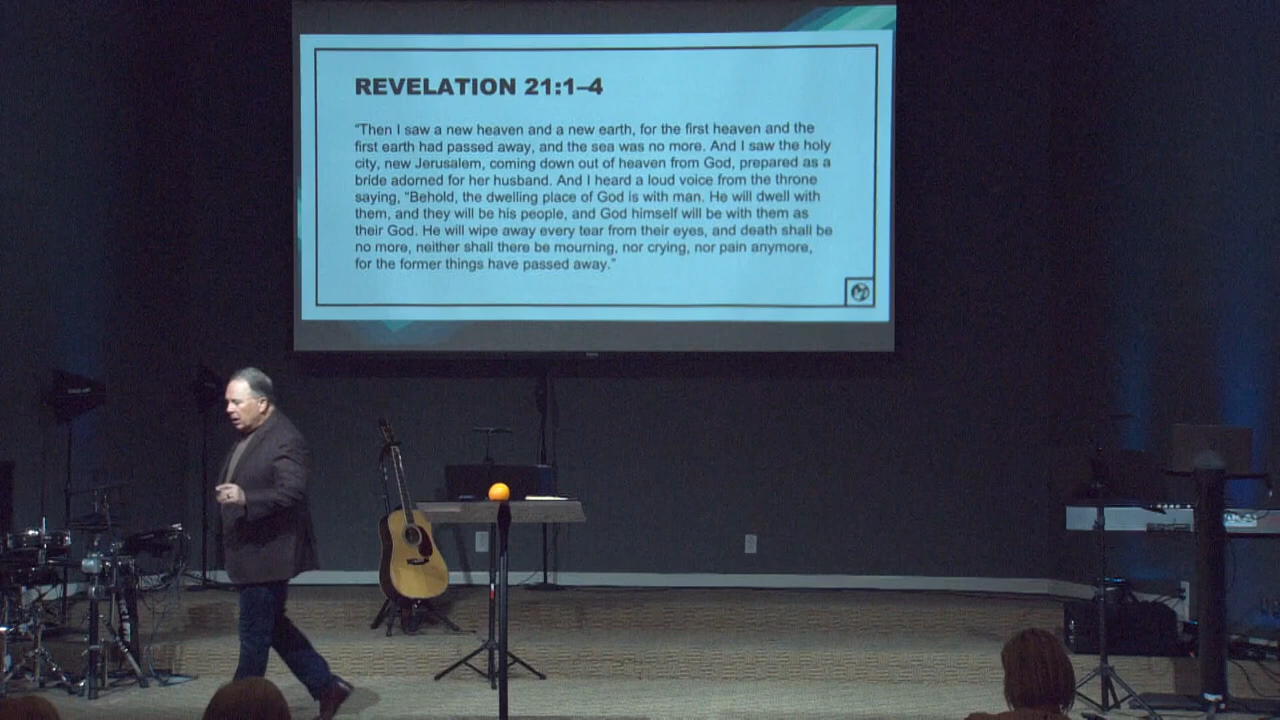 REVELATION 21:1–4
“Then I saw a new heaven and a new earth, for the first heaven and the
first earth had passed away, and the sea was no more. And I saw the holy
city, new Jerusalem, coming down out of heaven from God, prepared as a
bride adorned for her husband. And I heard a loud voice from the throne
saying, “Behold, the dwelling place of God is with man. He will dwell with
them, and they will be his people, and God himself will be with them as
their God. He will wipe away every tear from their eyes, and death shall be
no more, neither shall there be mourning, nor crying, nor pain anymore,
for the former things have passed away.”